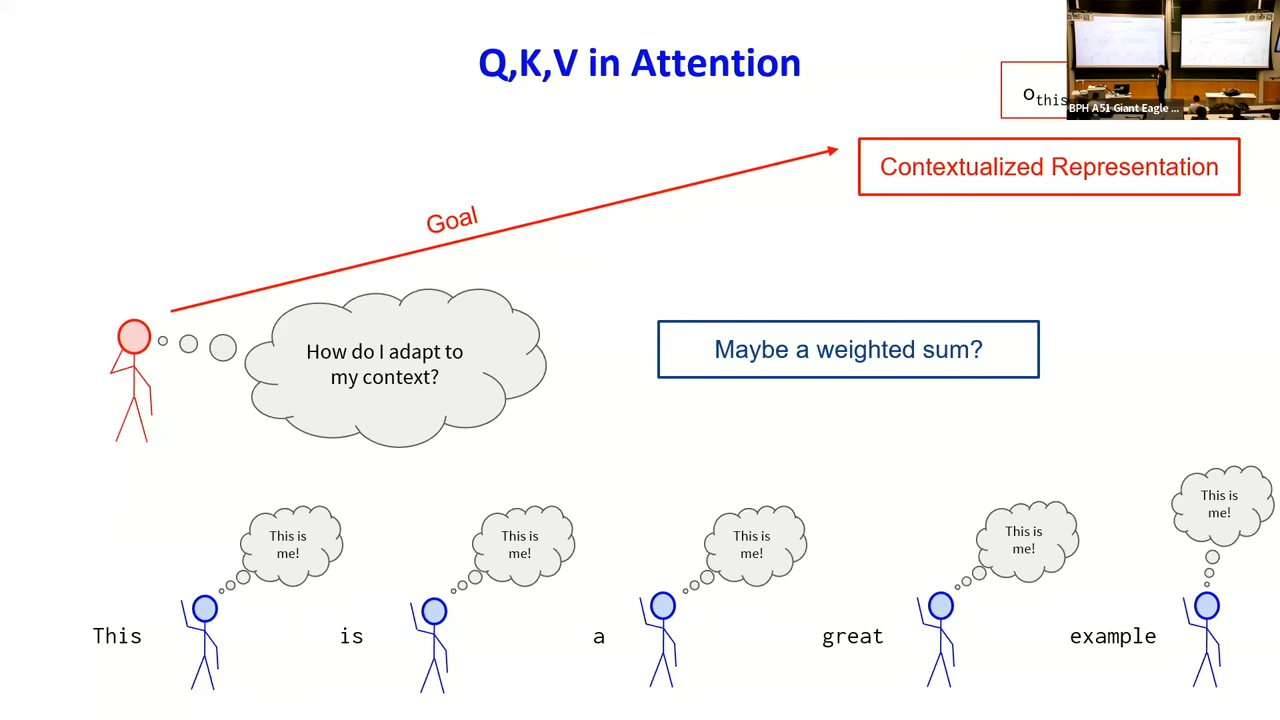 Q,K,V in Attention
othis
BPH A51 Giant Eagle ...
Contextualized Representation
Goal
How do I adapt to
my context?
Maybe a weighted sum?
This is
me!
This is
me!
This is
me!
This is
me!
This is
me!
This
is
a
great
example